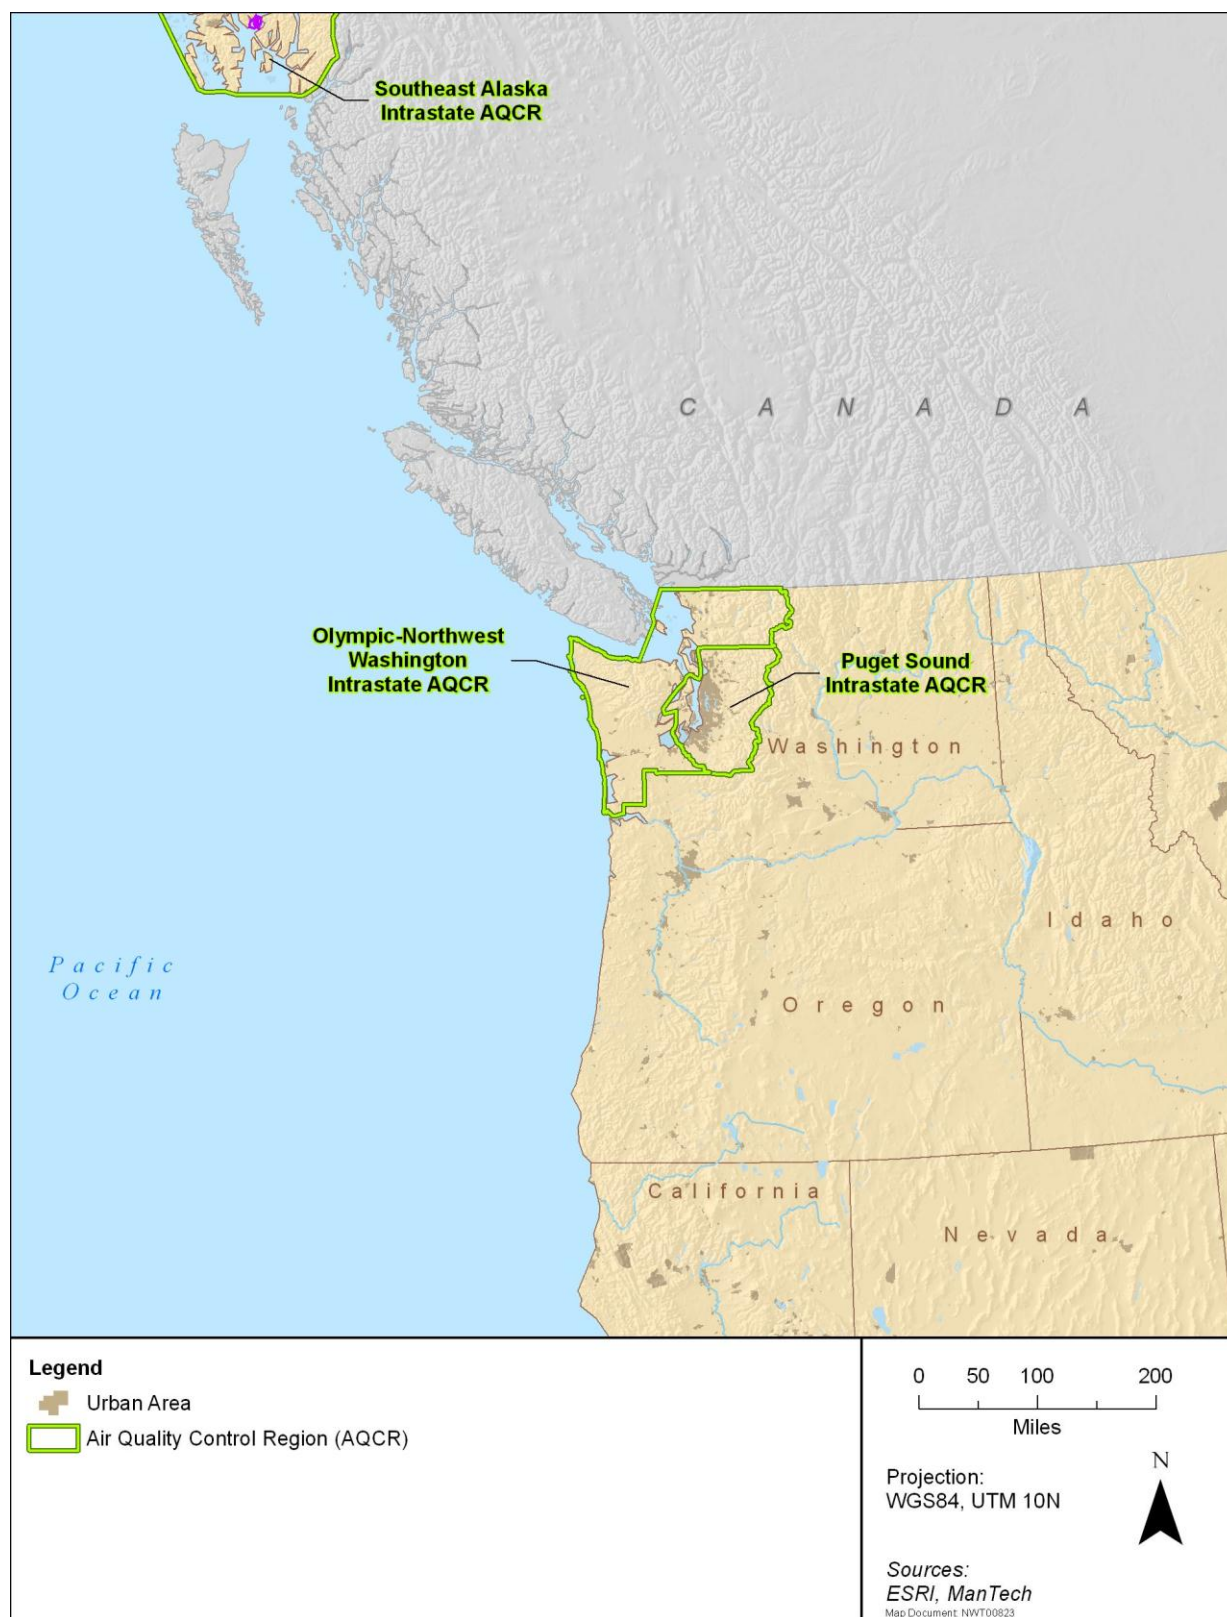 Southeast Alaska
Intrastate AQCR
C A N A D A
Olympic-Northwest
Washington
Intrastate AQCR
Puget Sound
Intrastate AQCR
Washington
Idaho
Pacific
Ocean
Oregon
California
Nevada
Legend
Urban Area
Air Quality Control Region (AQCR)
0 50 100 200
Miles
N
Projection:
WGS84, UTM 10N
Sources:
ESRI, ManTech
Map Document: NWT00823